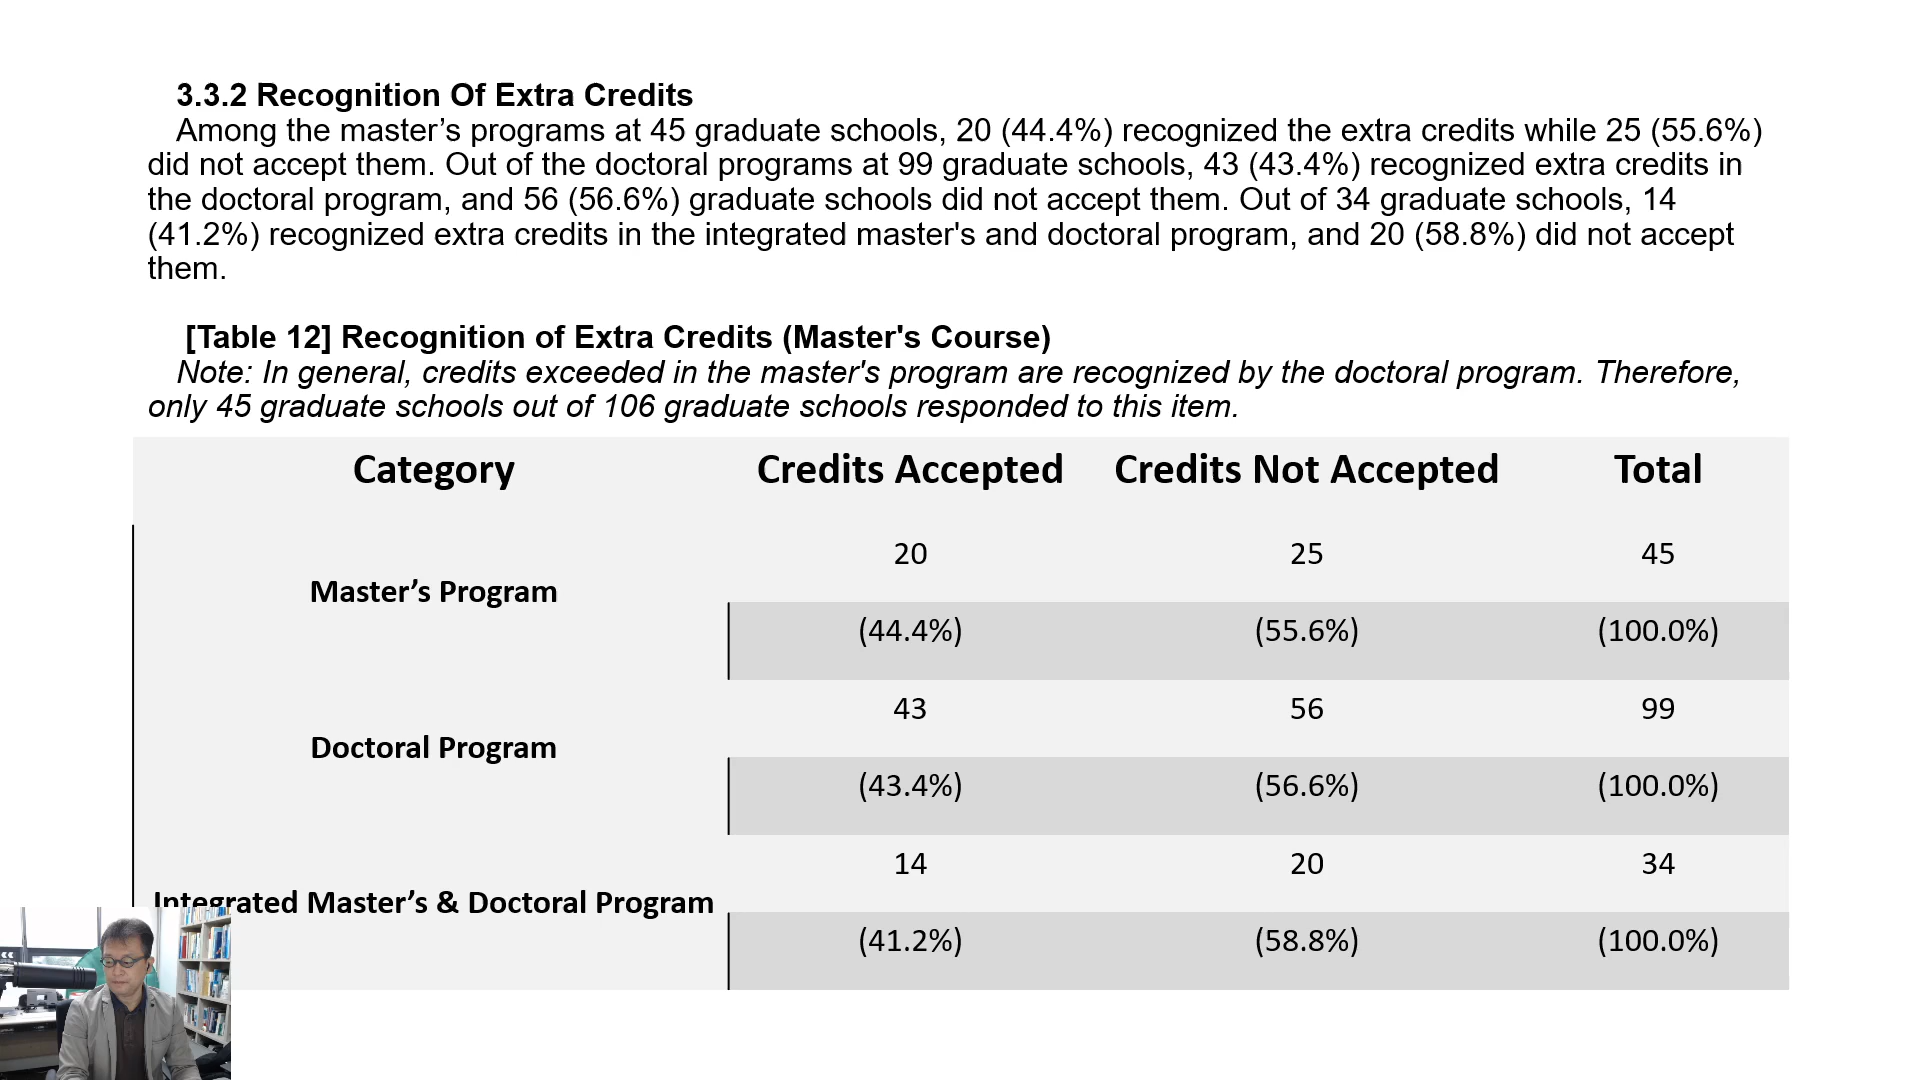 3.3.2 Recognition Of Extra Credits
Among the master’s programs at 45 graduate schools, 20 (44.4%) recognized the extra credits while 25 (55.6%)
did not accept them. Out of the doctoral programs at 99 graduate schools, 43 (43.4%) recognized extra credits in
the doctoral program, and 56 (56.6%) graduate schools did not accept them. Out of 34 graduate schools, 14
(41.2%) recognized extra credits in the integrated master's and doctoral program, and 20 (58.8%) did not accept
them.
[Table 12] Recognition of Extra Credits (Master's Course)
Note: In general, credits exceeded in the master's program are recognized by the doctoral program. Therefore,
only 45 graduate schools out of 106 graduate schools responded to this item.
Category Credits Accepted Credits Not Accepted Total
Master’s Program
20 25 45
(44.4%) (55.6%) (100.0%)
Doctoral Program
43 56 99
(43.4%) (56.6%) (100.0%)
Integrated Master’s & Doctoral Program
14 20 34
(41.2%) (58.8%) (100.0%)